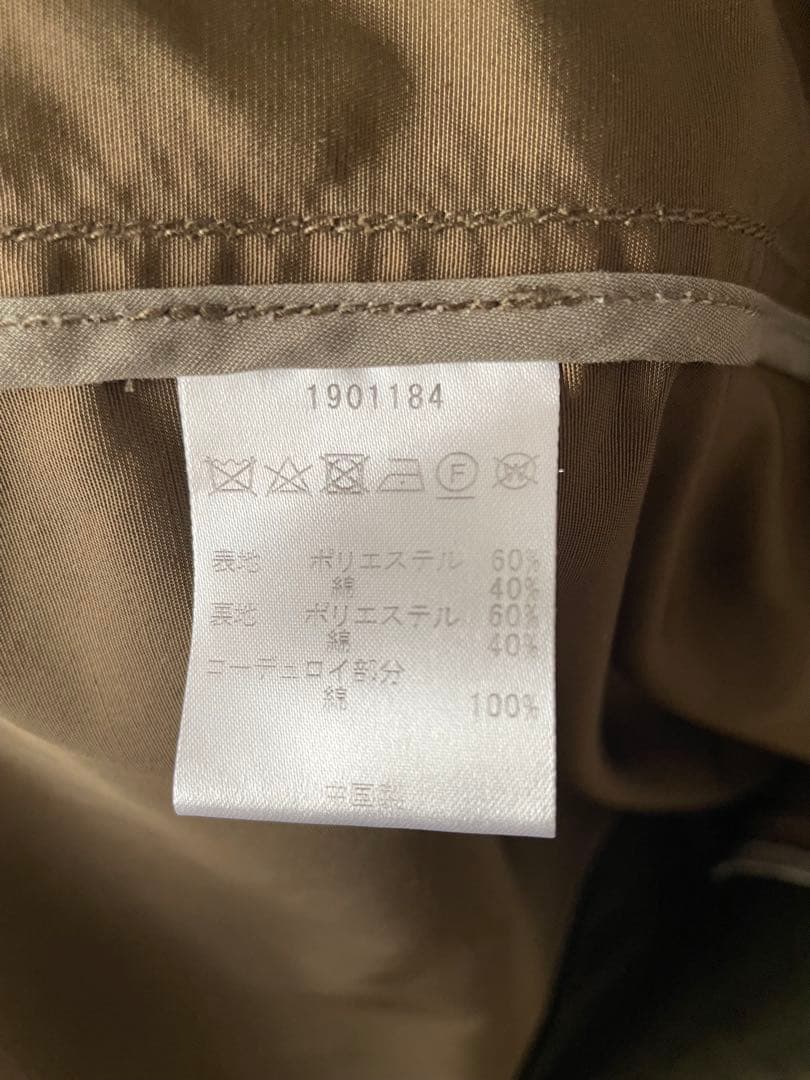 1901184
F
W
表地 ポリエステル 60%
綿 40%
裏地 ポリエステル 60%
綿 40%
コーデュロイ部分
綿 100%
中国製